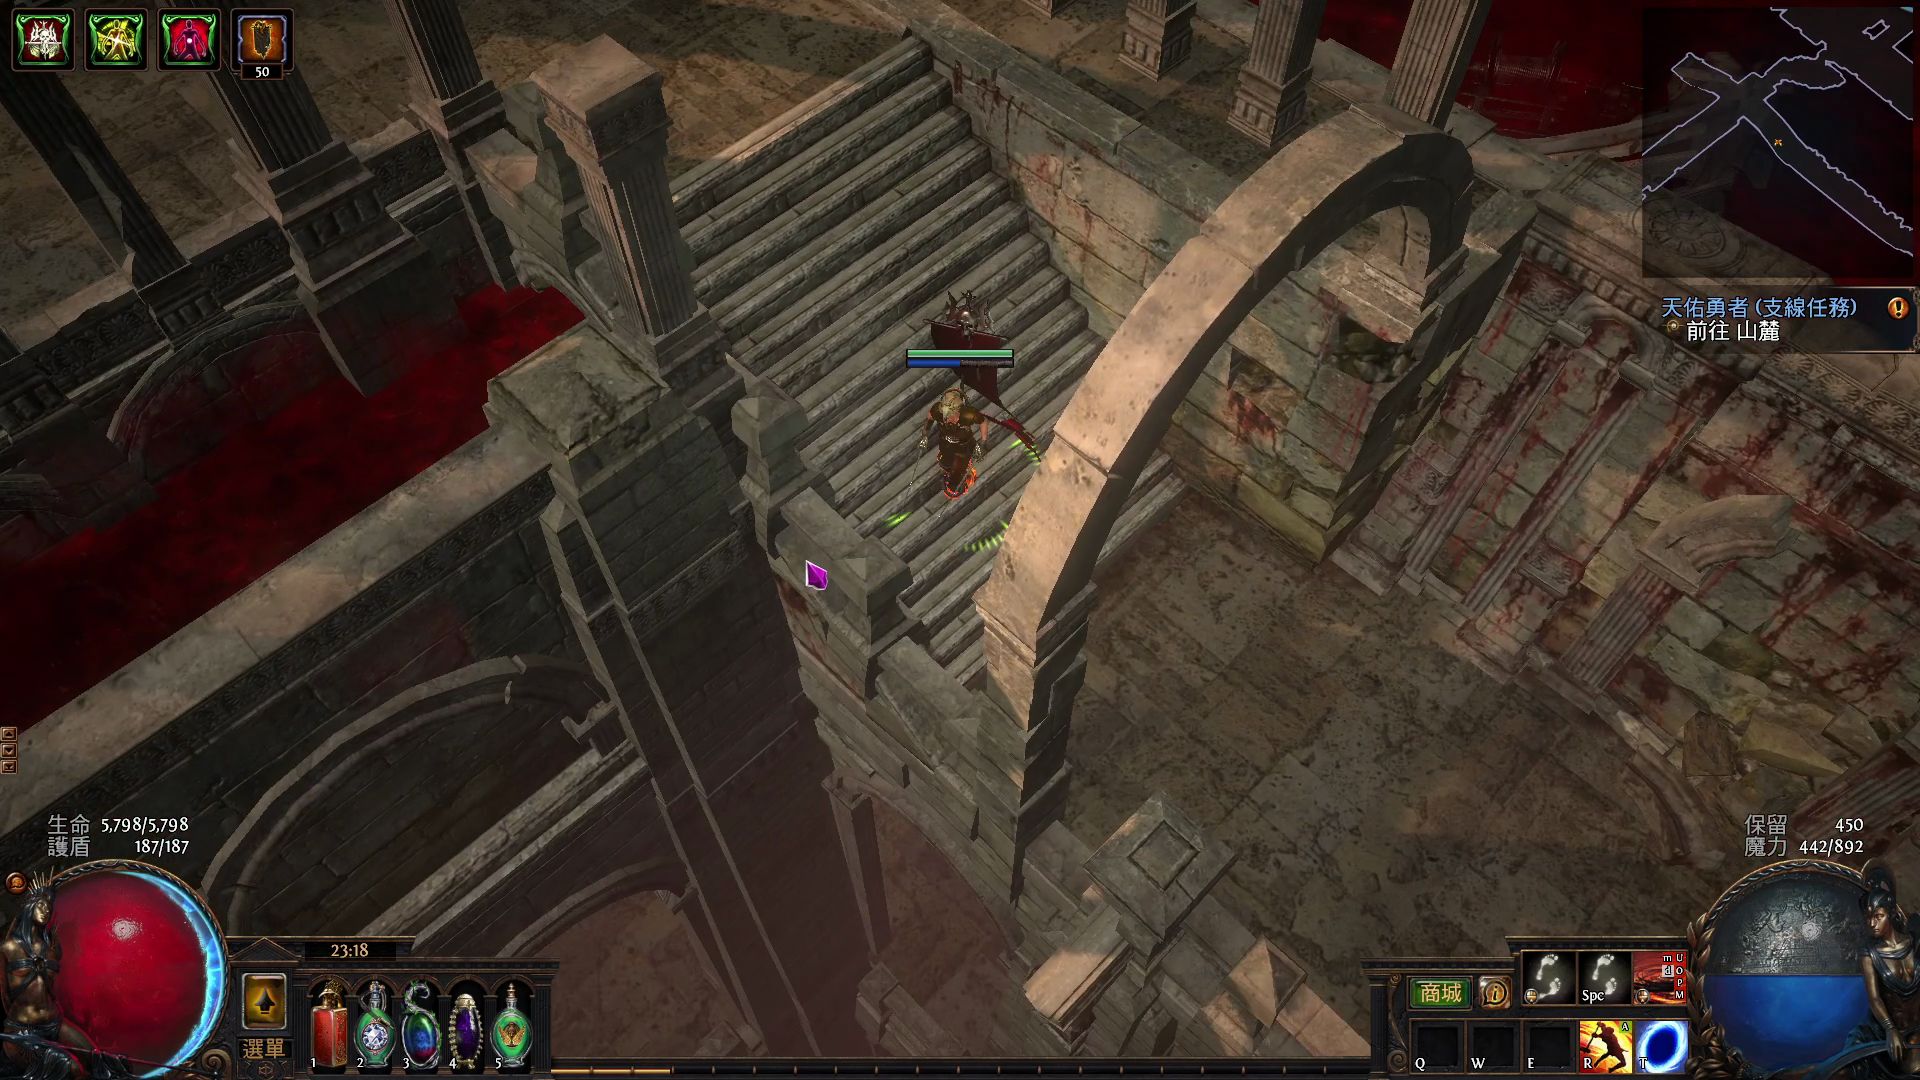 50
天佑勇者 (支線任務)
前往 山麓
生命 5,798/5,798
護盾 187/187
保留 450
魔力 442/892
23:18
選單
1 2 3 4 5
商城
Spc
Q W E R T
A